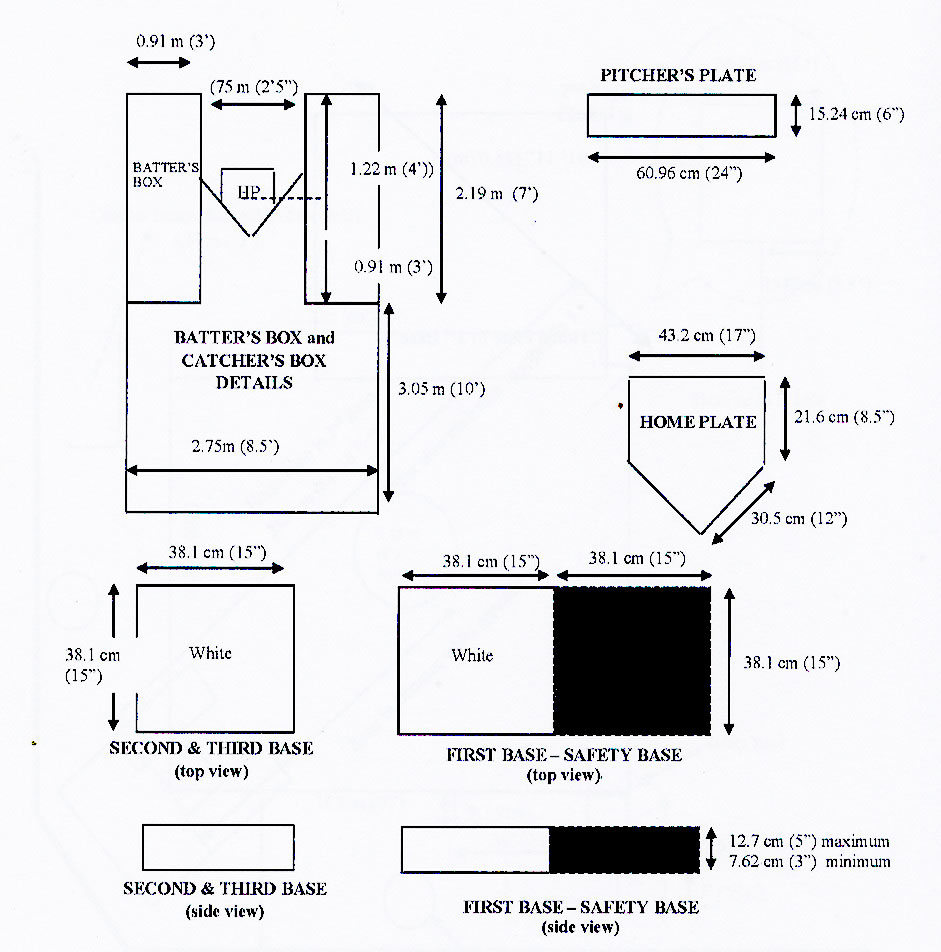 0.91 m (3')
(75 m (2'5")
BATTER'S
BOX
HP
1.22 m (4'))
2.19 m (7')
0.91 m (3')
BATTER'S BOX and
CATCHER'S BOX
DETAILS
3.05 m (10')
2.75m (8.5')
PITCHER'S PLATE
15.24 cm (6")
60.96 cm (24")
43.2 cm (17")
HOME PLATE
21.6 cm (8.5")
30.5 cm (12")
38.1 cm (15")
38.1 cm
(15")
White
SECOND & THIRD BASE
(top view)
38.1 cm (15")
38.1 cm (15")
White
38.1 cm (15")
FIRST BASE – SAFETY BASE
(top view)
SECOND & THIRD BASE
(side view)
12.7 cm (5") maximum
7.62 cm (3") minimum
FIRST BASE – SAFETY BASE
(side view)